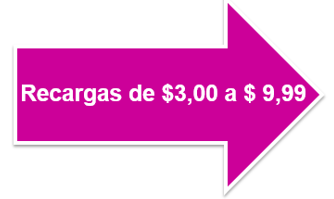 Recargas de $3,00 a $ 9,99